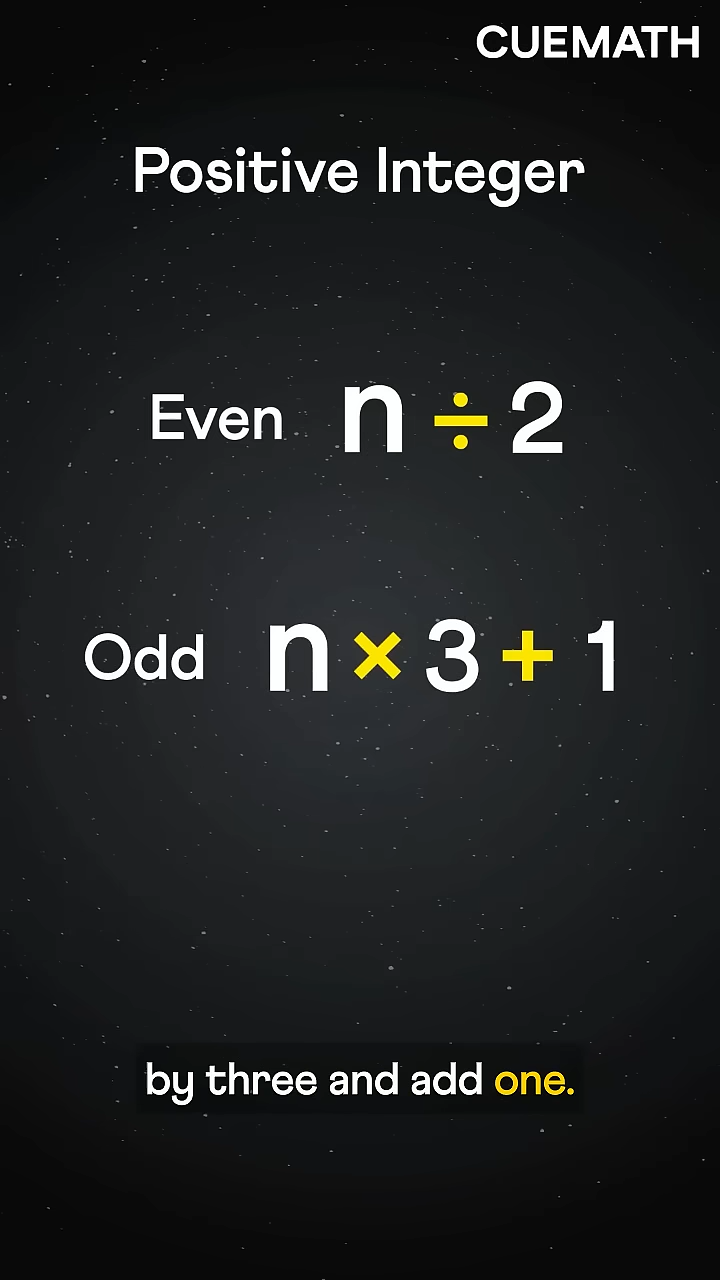 CUEMATH
Positive Integer
Even n ÷ 2
Odd n × 3 + 1
by three and add one.